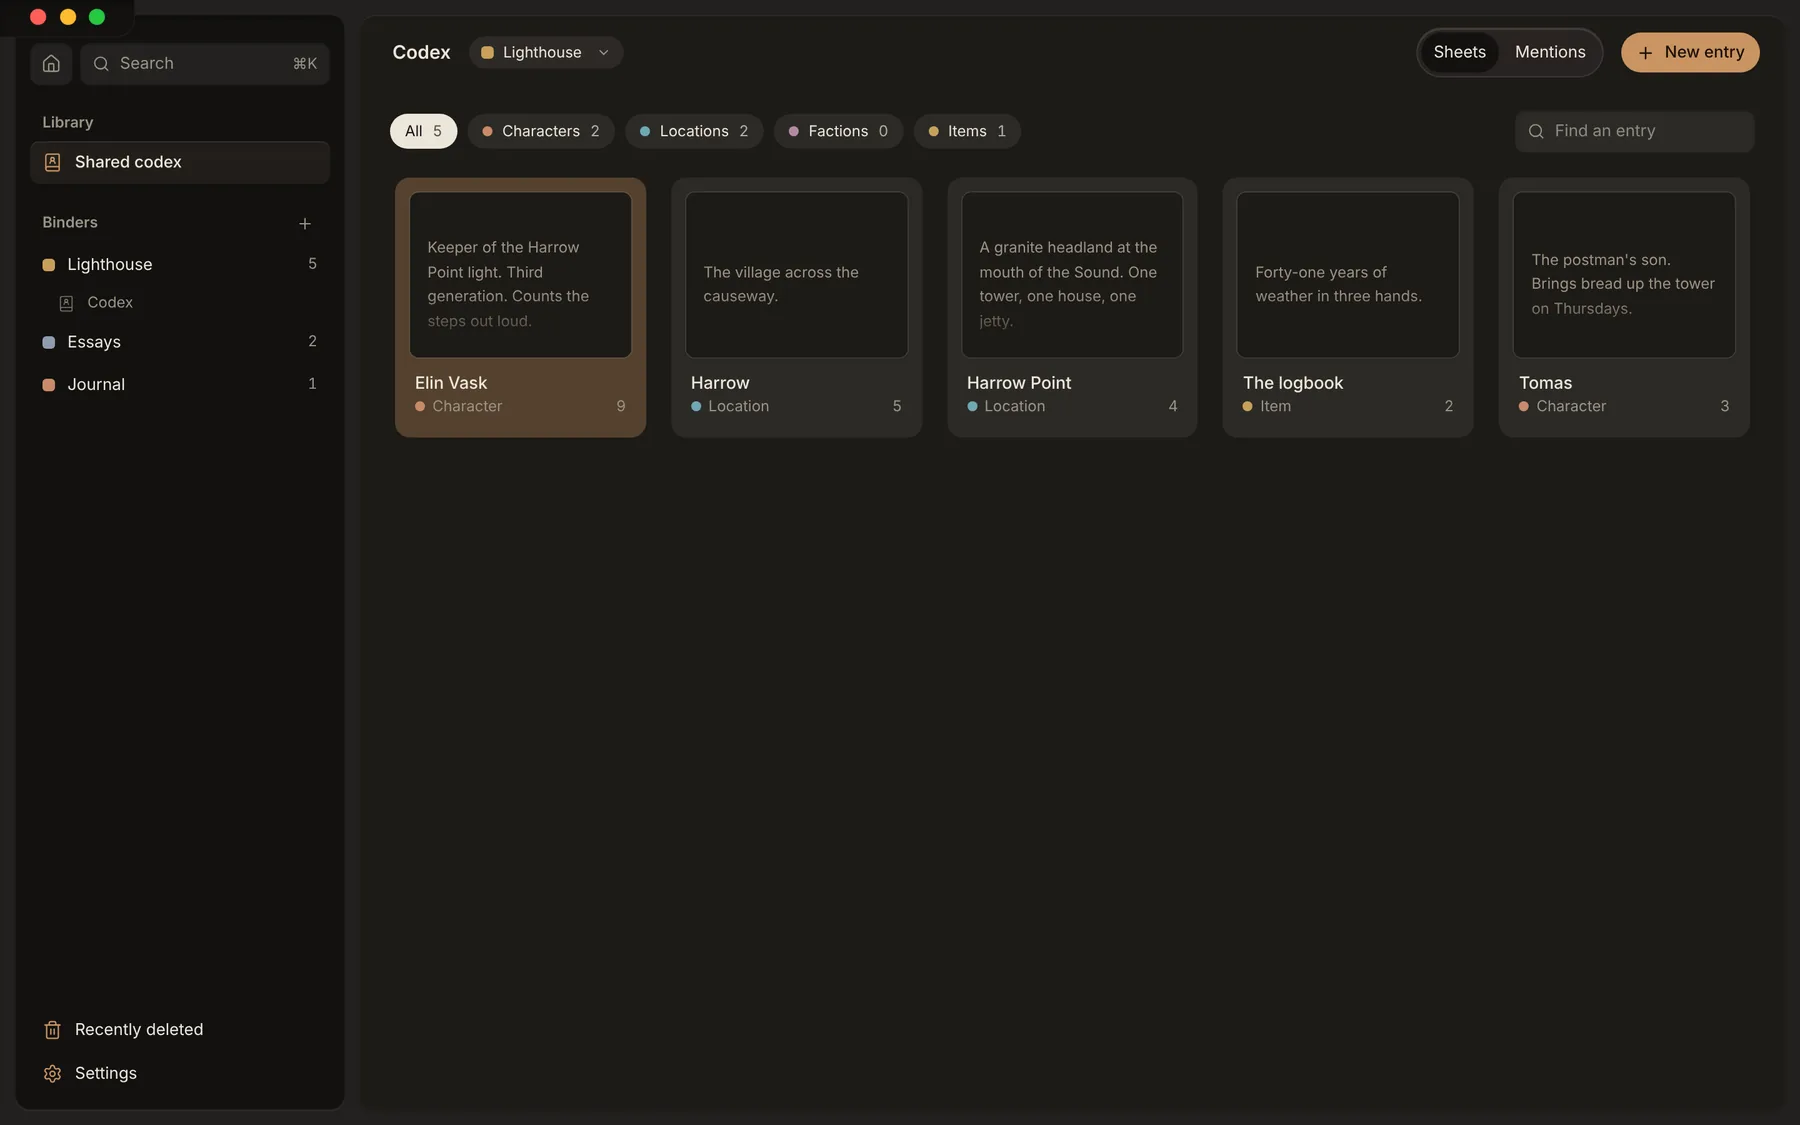 Search ⌘K
Library
Shared codex
Binders
Lighthouse 5
Codex
Essays 2
Journal 1
Recently deleted
Settings
Codex Lighthouse
Sheets Mentions
New entry
All 5 Characters 2 Locations 2 Factions 0 Items 1
Find an entry
Keeper of the Harrow
Point light. Third
generation. Counts the
steps out loud.
Elin Vask
Character 9
The village across the
causeway.
Harrow
Location 5
A granite headland at the
mouth of the Sound. One
tower, one house, one
jetty.
Harrow Point
Location 4
Forty-one years of
weather in three hands.
The logbook
Item 2
The postman's son.
Brings bread up the tower
on Thursdays.
Tomas
Character 3